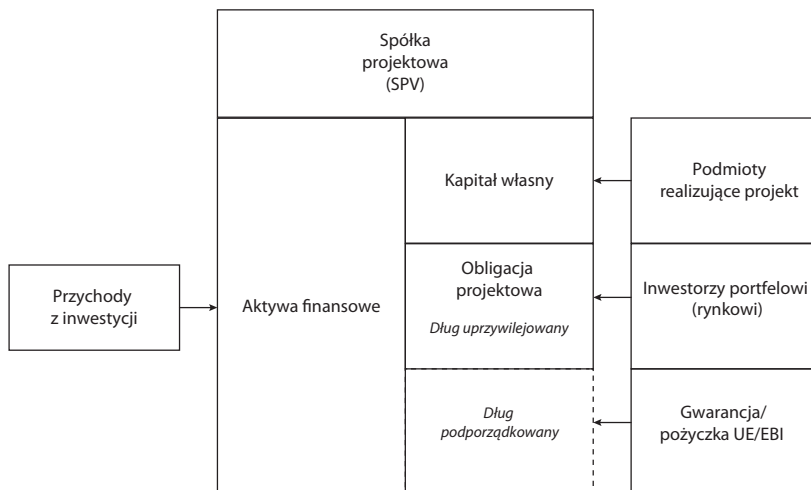 Spółka
projektowa
(SPV)
Kapitał własny
Podmioty
realizujące projekt
Przychody
z inwestycji
Aktywa finansowe
Obligacja
projektowa
Dług uprzywilejowany
Inwestorzy portfelowi
(rynkowi)
Dług
podporządkowany
Gwarancja/
pożyczka UE/EBI